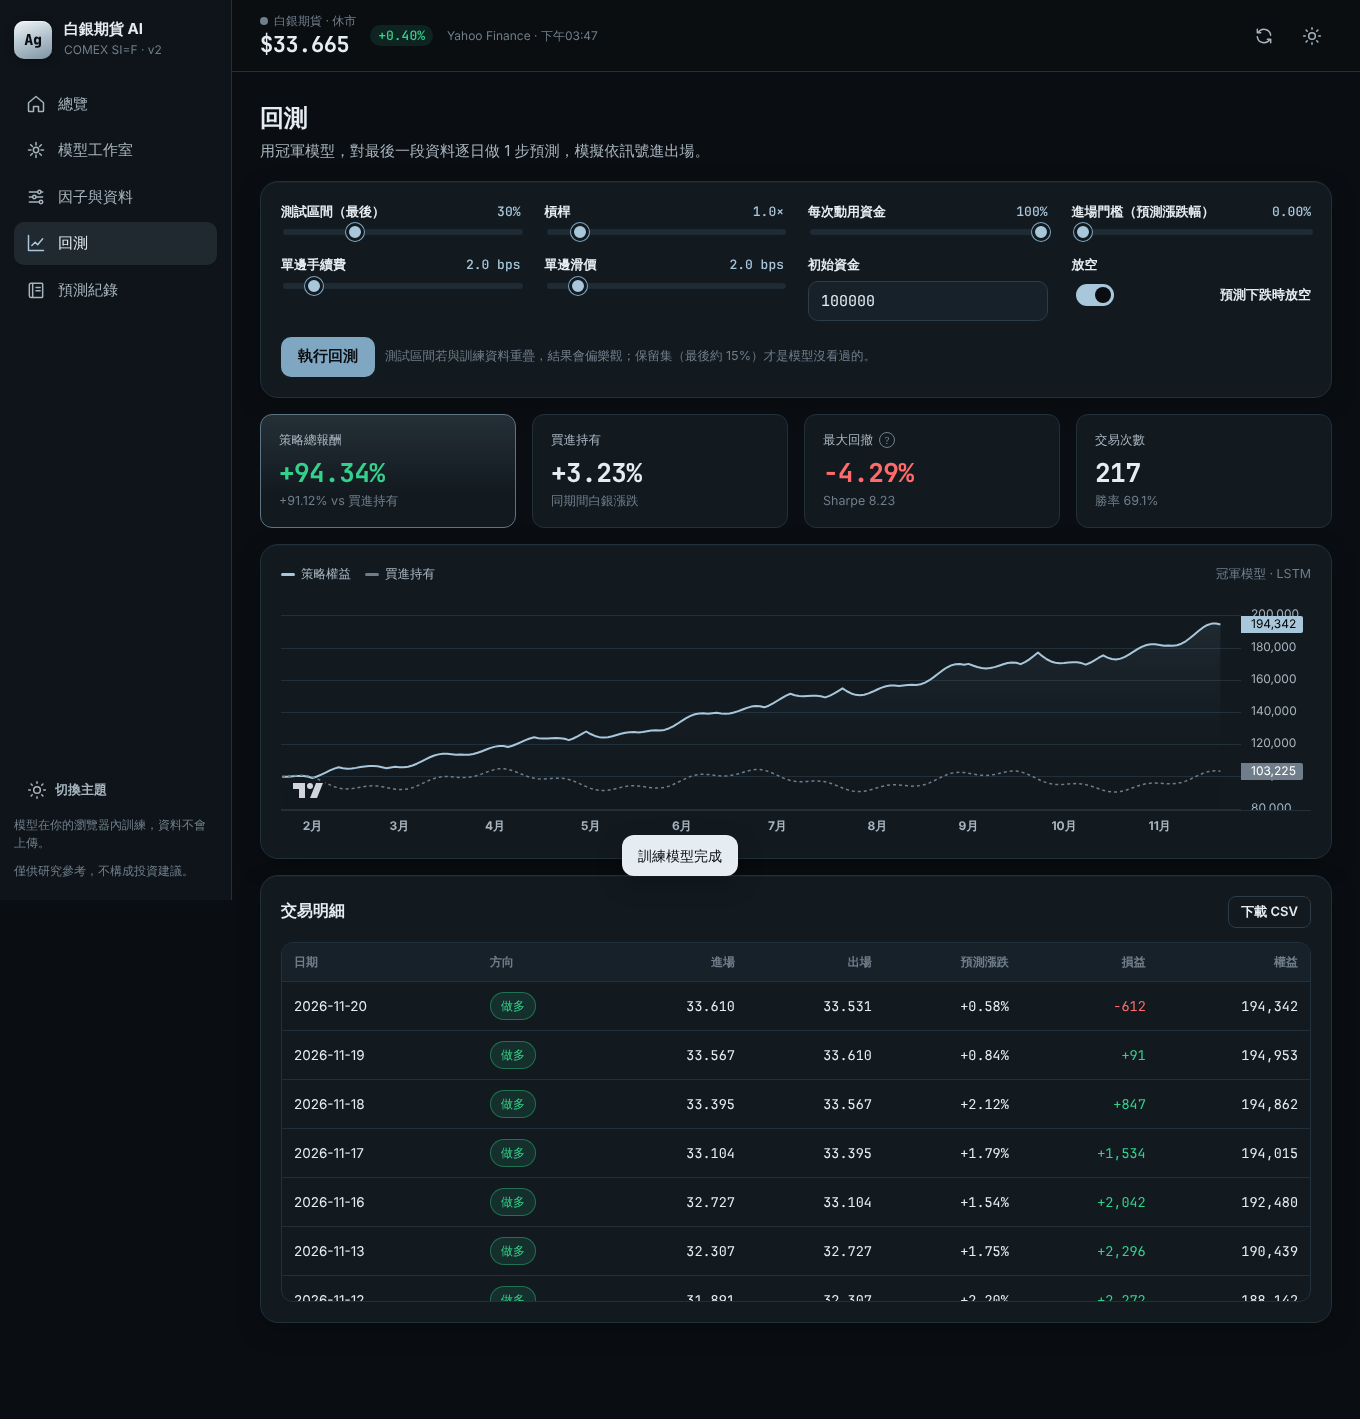 Ag
白銀期貨 AI
COMEX SI=F · v2
總覽
模型工作室
因子與資料
回測
預測紀錄
切換主題
模型在你的瀏覽器內訓練，資料不會
上傳。
僅供研究參考，不構成投資建議。
白銀期貨 · 休市
$33.665 +0.40% Yahoo Finance · 下午03:47
回測
用冠軍模型，對最後一段資料逐日做 1 步預測，模擬依訊號進出場。
測試區間（最後） 30% 槓桿 1.0× 每次動用資金 100% 進場門檻（預測漲跌幅） 0.00%
單邊手續費 2.0 bps 單邊滑價 2.0 bps 初始資金 放空
100000 預測下跌時放空
執行回測 測試區間若與訓練資料重疊，結果會偏樂觀；保留集（最後約 15%）才是模型沒看過的。
策略總報酬
+94.34%
+91.12% vs 買進持有
買進持有
+3.23%
同期間白銀漲跌
最大回撤 ?
-4.29%
Sharpe 8.23
交易次數
217
勝率 69.1%
策略權益 買進持有 冠軍模型 · LSTM
200,000
194,342
180,000
160,000
140,000
120,000
103,225
80,000
2月 3月 4月 5月 6月 7月 8月 9月 10月 11月
訓練模型完成
交易明細 下載 CSV
日期 方向 進場 出場 預測漲跌 損益 權益
2026-11-20 做多 33.610 33.531 +0.58% -612 194,342
2026-11-19 做多 33.567 33.610 +0.84% +91 194,953
2026-11-18 做多 33.395 33.567 +2.12% +847 194,862
2026-11-17 做多 33.104 33.395 +1.79% +1,534 194,015
2026-11-16 做多 32.727 33.104 +1.54% +2,042 192,480
2026-11-13 做多 32.307 32.727 +1.75% +2,296 190,439
2026-11-12 做多 31.891 32.307 +2.20% +2,272 188,142